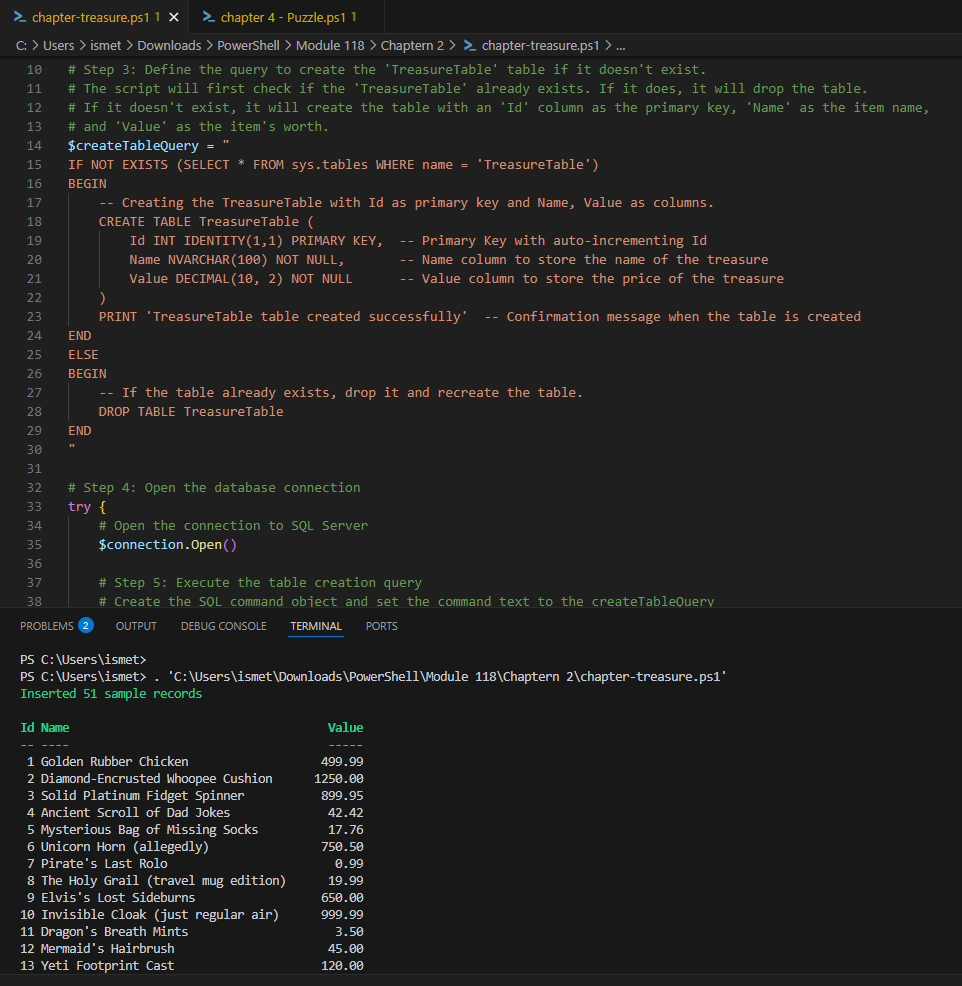 chapter-treasure.ps1 1 ✕ chapter 4 - Puzzle.ps1 1
C: > Users > ismet > Downloads > PowerShell > Module 118 > Chaptern 2 > chapter-treasure.ps1 > ...
10 # Step 3: Define the query to create the 'TreasureTable' table if it doesn't exist.
11 # The script will first check if the 'TreasureTable' already exists. If it does, it will drop the table.
12 # If it doesn't exist, it will create the table with an 'Id' column as the primary key, 'Name' as the item name,
13 # and 'Value' as the item's worth.
14 $createTableQuery = "
15 IF NOT EXISTS (SELECT * FROM sys.tables WHERE name = 'TreasureTable')
16 BEGIN
17 -- Creating the TreasureTable with Id as primary key and Name, Value as columns.
18 CREATE TABLE TreasureTable (
19 Id INT IDENTITY(1,1) PRIMARY KEY, -- Primary Key with auto-incrementing Id
20 Name NVARCHAR(100) NOT NULL, -- Name column to store the name of the treasure
21 Value DECIMAL(10, 2) NOT NULL -- Value column to store the price of the treasure
22 )
23 PRINT 'TreasureTable table created successfully' -- Confirmation message when the table is created
24 END
25 ELSE
26 BEGIN
27 -- If the table already exists, drop it and recreate the table.
28 DROP TABLE TreasureTable
29 END
30 "
31
32 # Step 4: Open the database connection
33 try {
34 # Open the connection to SQL Server
35 $connection.Open()
36
37 # Step 5: Execute the table creation query
38 # Create the SQL command object and set the command text to the createTableQuery
PROBLEMS 2 OUTPUT DEBUG CONSOLE TERMINAL PORTS
PS C:\Users\ismet>
PS C:\Users\ismet> . 'C:\Users\ismet\Downloads\PowerShell\Module 118\Chaptern 2\chapter-treasure.ps1'
Inserted 51 sample records
Id Name Value
-- ---- -----
1 Golden Rubber Chicken 499.99
2 Diamond-Encrusted Whoopee Cushion 1250.00
3 Solid Platinum Fidget Spinner 899.95
4 Ancient Scroll of Dad Jokes 42.42
5 Mysterious Bag of Missing Socks 17.76
6 Unicorn Horn (allegedly) 750.50
7 Pirate's Last Rolo 0.99
8 The Holy Grail (travel mug edition) 19.99
9 Elvis's Lost Sideburns 650.00
10 Invisible Cloak (just regular air) 999.99
11 Dragon's Breath Mints 3.50
12 Mermaid's Hairbrush 45.00
13 Yeti Footprint Cast 120.00